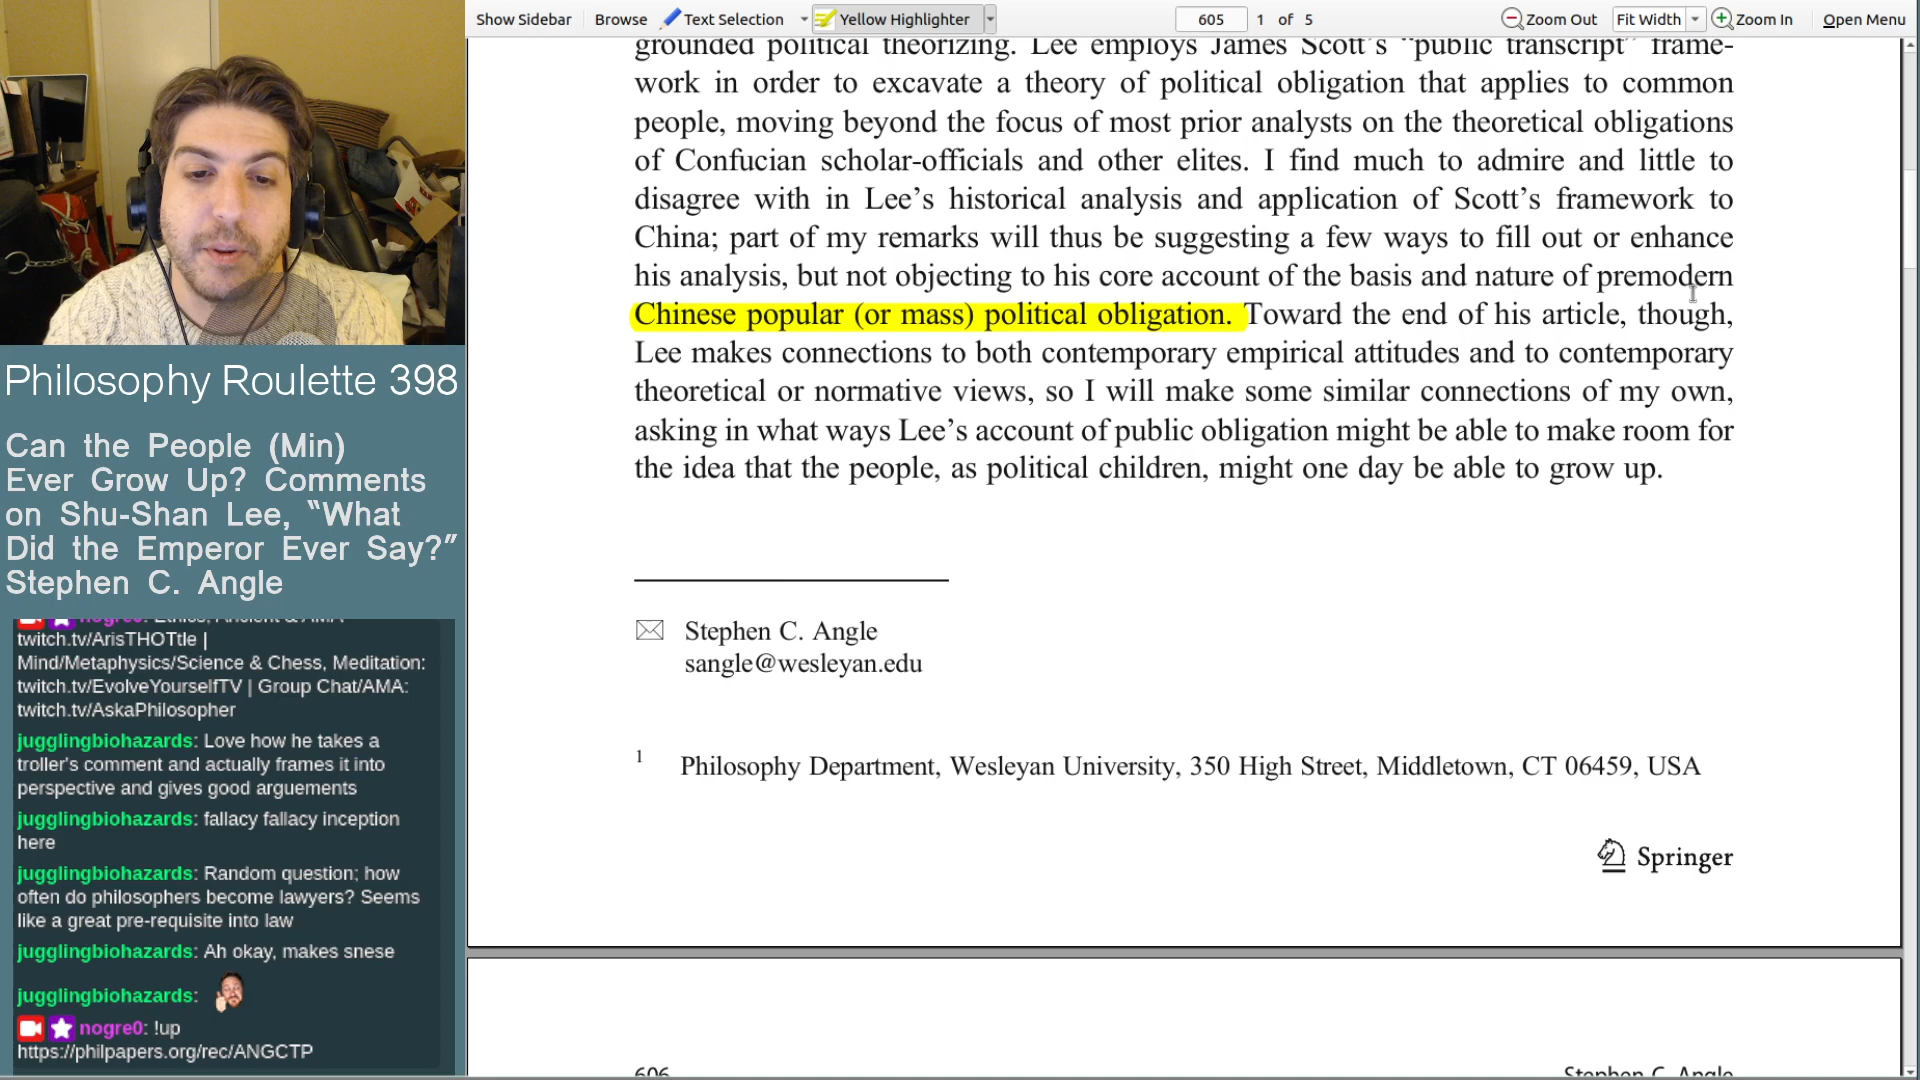 Show Sidebar Browse Text Selection Yellow Highlighter 605 1 of 5 Zoom Out Fit Width Zoom In Open Menu
grounded political theorizing. Lee employs James Scott's "public transcript" frame-
work in order to excavate a theory of political obligation that applies to common
people, moving beyond the focus of most prior analysts on the theoretical obligations
of Confucian scholar-officials and other elites. I find much to admire and little to
disagree with in Lee's historical analysis and application of Scott's framework to
China; part of my remarks will thus be suggesting a few ways to fill out or enhance
his analysis, but not objecting to his core account of the basis and nature of premodern
Chinese popular (or mass) political obligation. Toward the end of his article, though,
Lee makes connections to both contemporary empirical attitudes and to contemporary
theoretical or normative views, so I will make some similar connections of my own,
asking in what ways Lee's account of public obligation might be able to make room for
the idea that the people, as political children, might one day be able to grow up.
Stephen C. Angle
sangle@wesleyan.edu
1 Philosophy Department, Wesleyan University, 350 High Street, Middletown, CT 06459, USA
Springer
606 Stephen C. Angle
Philosophy Roulette 398
Can the People (Min)
Ever Grow Up? Comments
on Shu-Shan Lee, "What
Did the Emperor Ever Say?"
Stephen C. Angle
nogre0: Ethics, Ancient & AMA
twitch.tv/ArisTHOTtle |
Mind/Metaphysics/Science & Chess, Meditation:
twitch.tv/EvolveYourselfTV | Group Chat/AMA:
twitch.tv/AskaPhilosopher
jugglingbiohazards: Love how he takes a
troller's comment and actually frames it into
perspective and gives good arguements
jugglingbiohazards: fallacy fallacy inception
here
jugglingbiohazards: Random question; how
often do philosophers become lawyers? Seems
like a great pre-requisite into law
jugglingbiohazards: Ah okay, makes snese
jugglingbiohazards:
nogre0: !up
https://philpapers.org/rec/ANGCTP